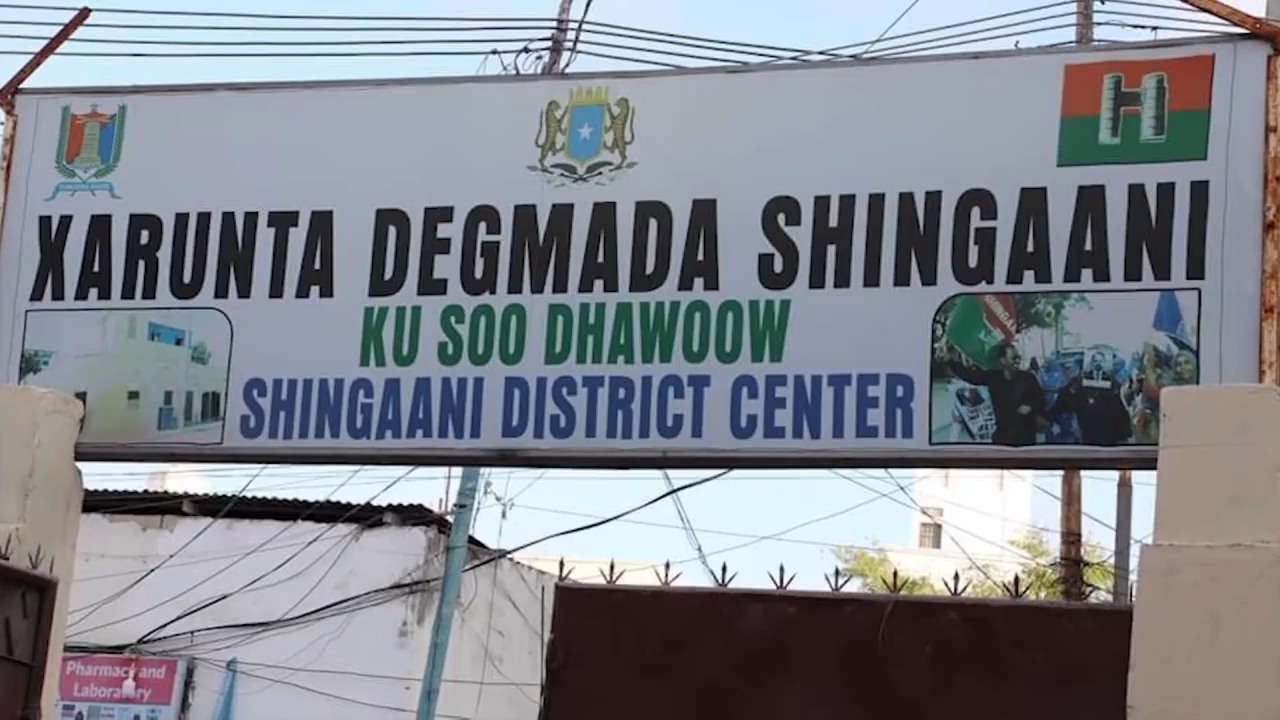 XARUNTA DEGMADA SHINGAANI
KU SOO DHAWOOW
SHINGAANI DISTRICT CENTER
Pharmacy and
Laboratory